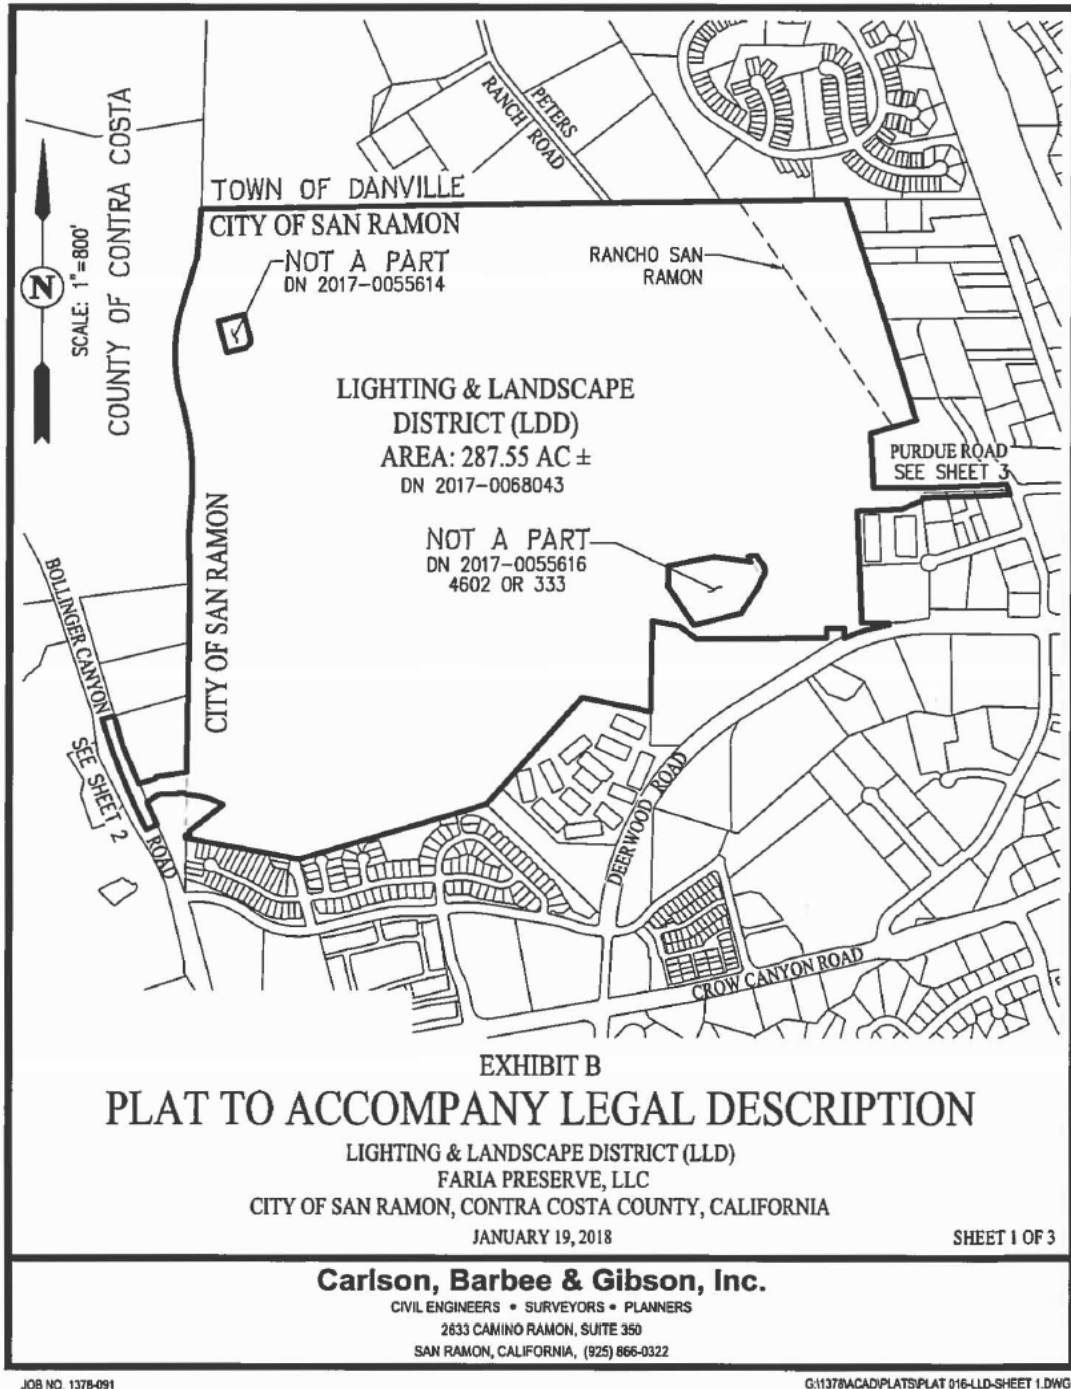 PETERS
RANCH ROAD
COUNTY OF CONTRA COSTA
SCALE: 1"=800'
N
TOWN OF DANVILLE
CITY OF SAN RAMON
NOT A PART
DN 2017-0055614
RANCHO SAN
RAMON
LIGHTING & LANDSCAPE
DISTRICT (LDD)
AREA: 287.55 AC ±
DN 2017-0068043
PURDUE ROAD
SEE SHEET 3
CITY OF SAN RAMON
NOT A PART
DN 2017-0055616
4602 OR 333
BOLLINGER CANYON
ROAD
SEE SHEET 2
DEERWOOD ROAD
CROW CANYON ROAD
EXHIBIT B
PLAT TO ACCOMPANY LEGAL DESCRIPTION
LIGHTING & LANDSCAPE DISTRICT (LLD)
FARIA PRESERVE, LLC
CITY OF SAN RAMON, CONTRA COSTA COUNTY, CALIFORNIA
JANUARY 19, 2018
SHEET 1 OF 3
Carlson, Barbee & Gibson, Inc.
CIVIL ENGINEERS • SURVEYORS • PLANNERS
2633 CAMINO RAMON, SUITE 350
SAN RAMON, CALIFORNIA, (925) 866-0322
JOB NO. 1378-091
G:\1378\ACAD\PLATS\PLAT 016-LLD-SHEET 1.DWG